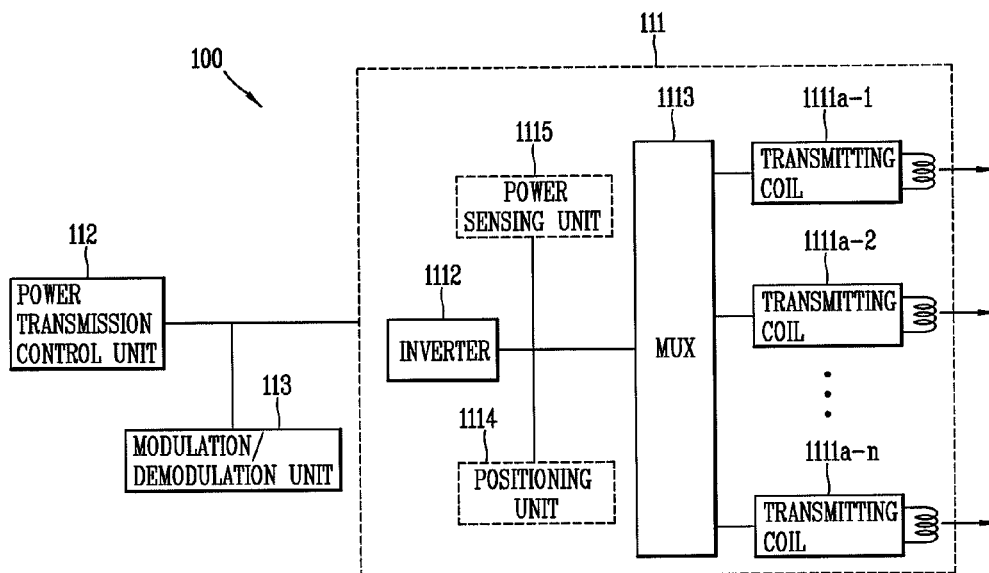 100
111
1113
1111a-1
TRANSMITTING
COIL
1115
POWER
SENSING UNIT
112
POWER
TRANSMISSION
CONTROL UNIT
1112
INVERTER
MUX
1111a-2
TRANSMITTING
COIL
113
MODULATION/
DEMODULATION UNIT
1114
POSITIONING
UNIT
1111a-n
TRANSMITTING
COIL